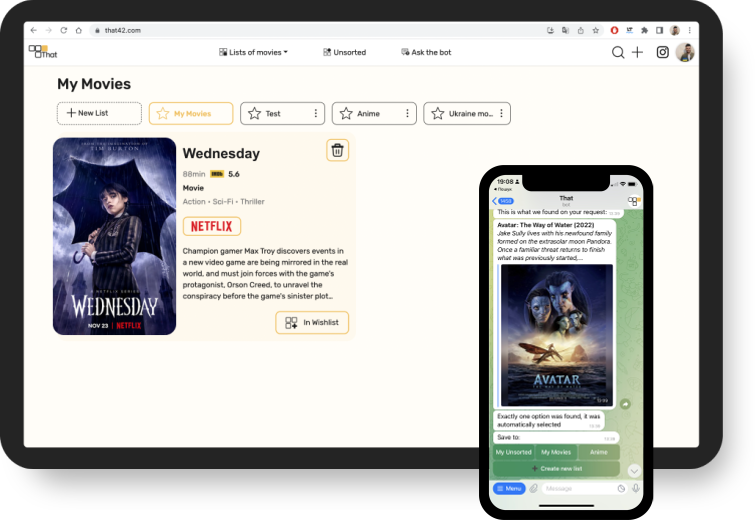 that42.com
That
Lists of movies
Unsorted
Ask the bot
My Movies
New List
My Movies
Test
Anime
Ukraine mo...
TIM BURTON
A NETFLIX SERIES
WEDNESDAY
NOV 23 | NETFLIX
Wednesday
88min IMDb 5.6
Movie
Action • Sci-Fi • Thriller
NETFLIX
Champion gamer Max Troy discovers events in
a new video game are being mirrored in the real
world, and must join forces with the game's
protagonist, Orson Creed, to unravel the
conspiracy before the game's sinister plot...
In Wishlist
19:08
1458
That
bot
This is what we found on your request:
Avatar: The Way of Water (2022)
Jake Sully lives with his newfound family
formed on the extrasolar moon Pandora.
Once a familiar threat returns to finish
what was previously started,...
AVATAR
THE WAY OF WATER
Exactly one option was found, it was
automatically selected
Save to:
My Unsorted
My Movies
Anime
+ Create new list
Menu
Message